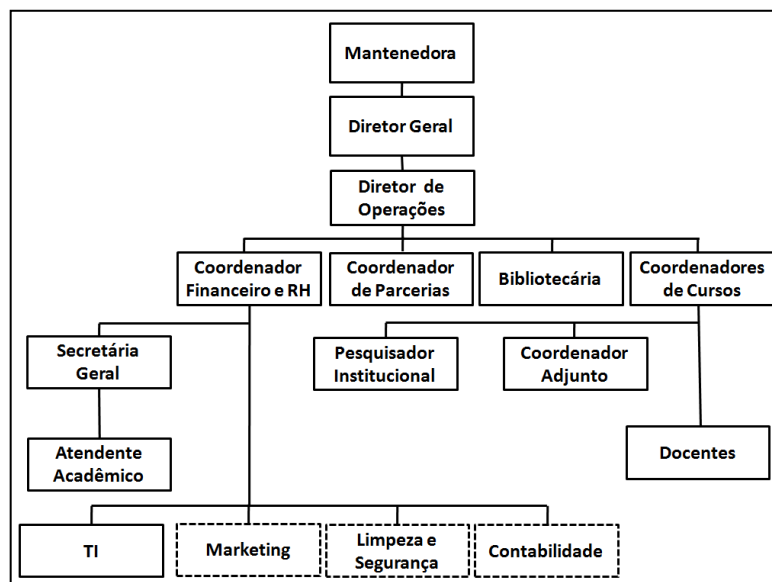 Mantenedora
Diretor Geral
Diretor de
Operações
Coordenador
Financeiro e RH
Coordenador
de Parcerias
Bibliotecária
Coordenadores
de Cursos
Secretária
Geral
Pesquisador
Institucional
Coordenador
Adjunto
Atendente
Acadêmico
Docentes
TI
Marketing
Limpeza e
Segurança
Contabilidade